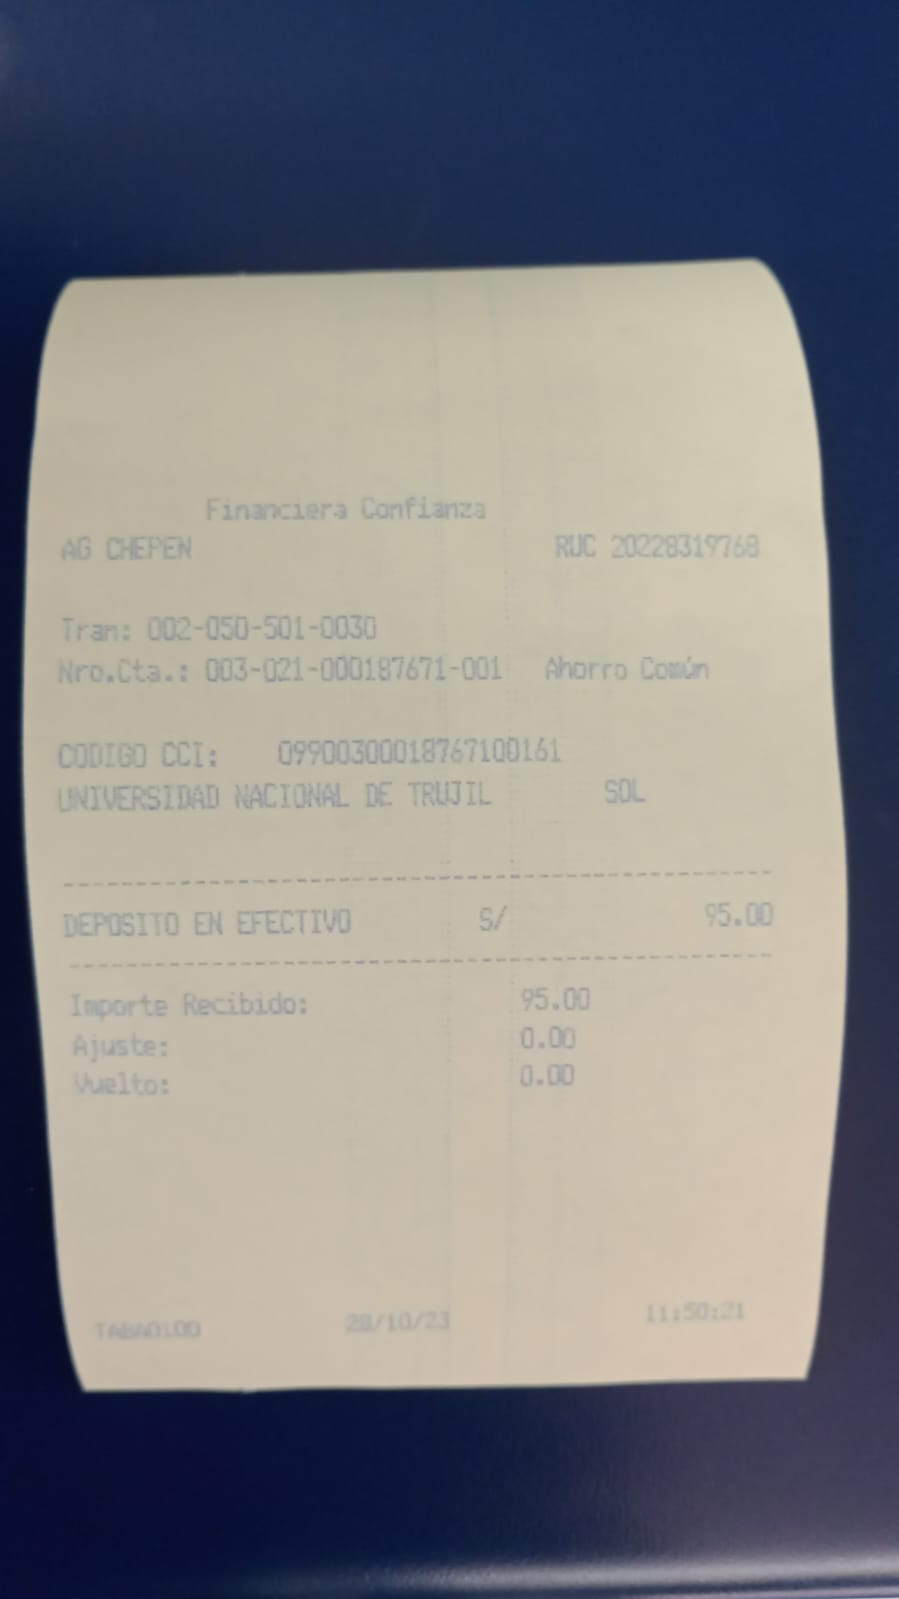 Financiera Confianza
AG CHEPEN RUC 20228319768
Tran: 002-050-501-0030
Nro.Cta.: 003-021-000187671-001 Ahorro Común
CODIGO CCI: 09900300018767100161
UNIVERSIDAD NACIONAL DE TRUJIL SOL
DEPOSITO EN EFECTIVO S/ 95.00
Importe Recibido: 95.00
Ajuste: 0.00
Vuelto: 0.00
28/10/23 11:50:21